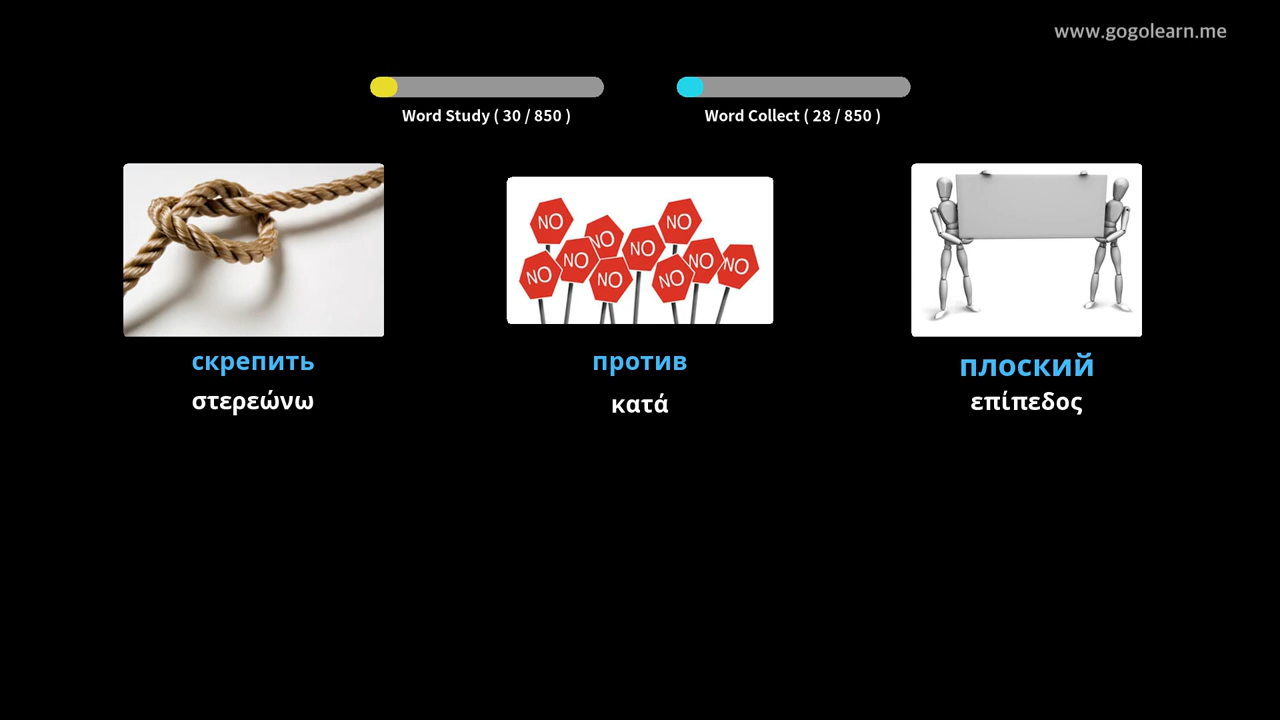 www.gogolearn.me
Word Study ( 30 / 850 )
Word Collect ( 28 / 850 )
NO NO NO NO NO NO NO NO NO NO
скрепить
στερεώνω
против
κατά
плоский
επίπεδος